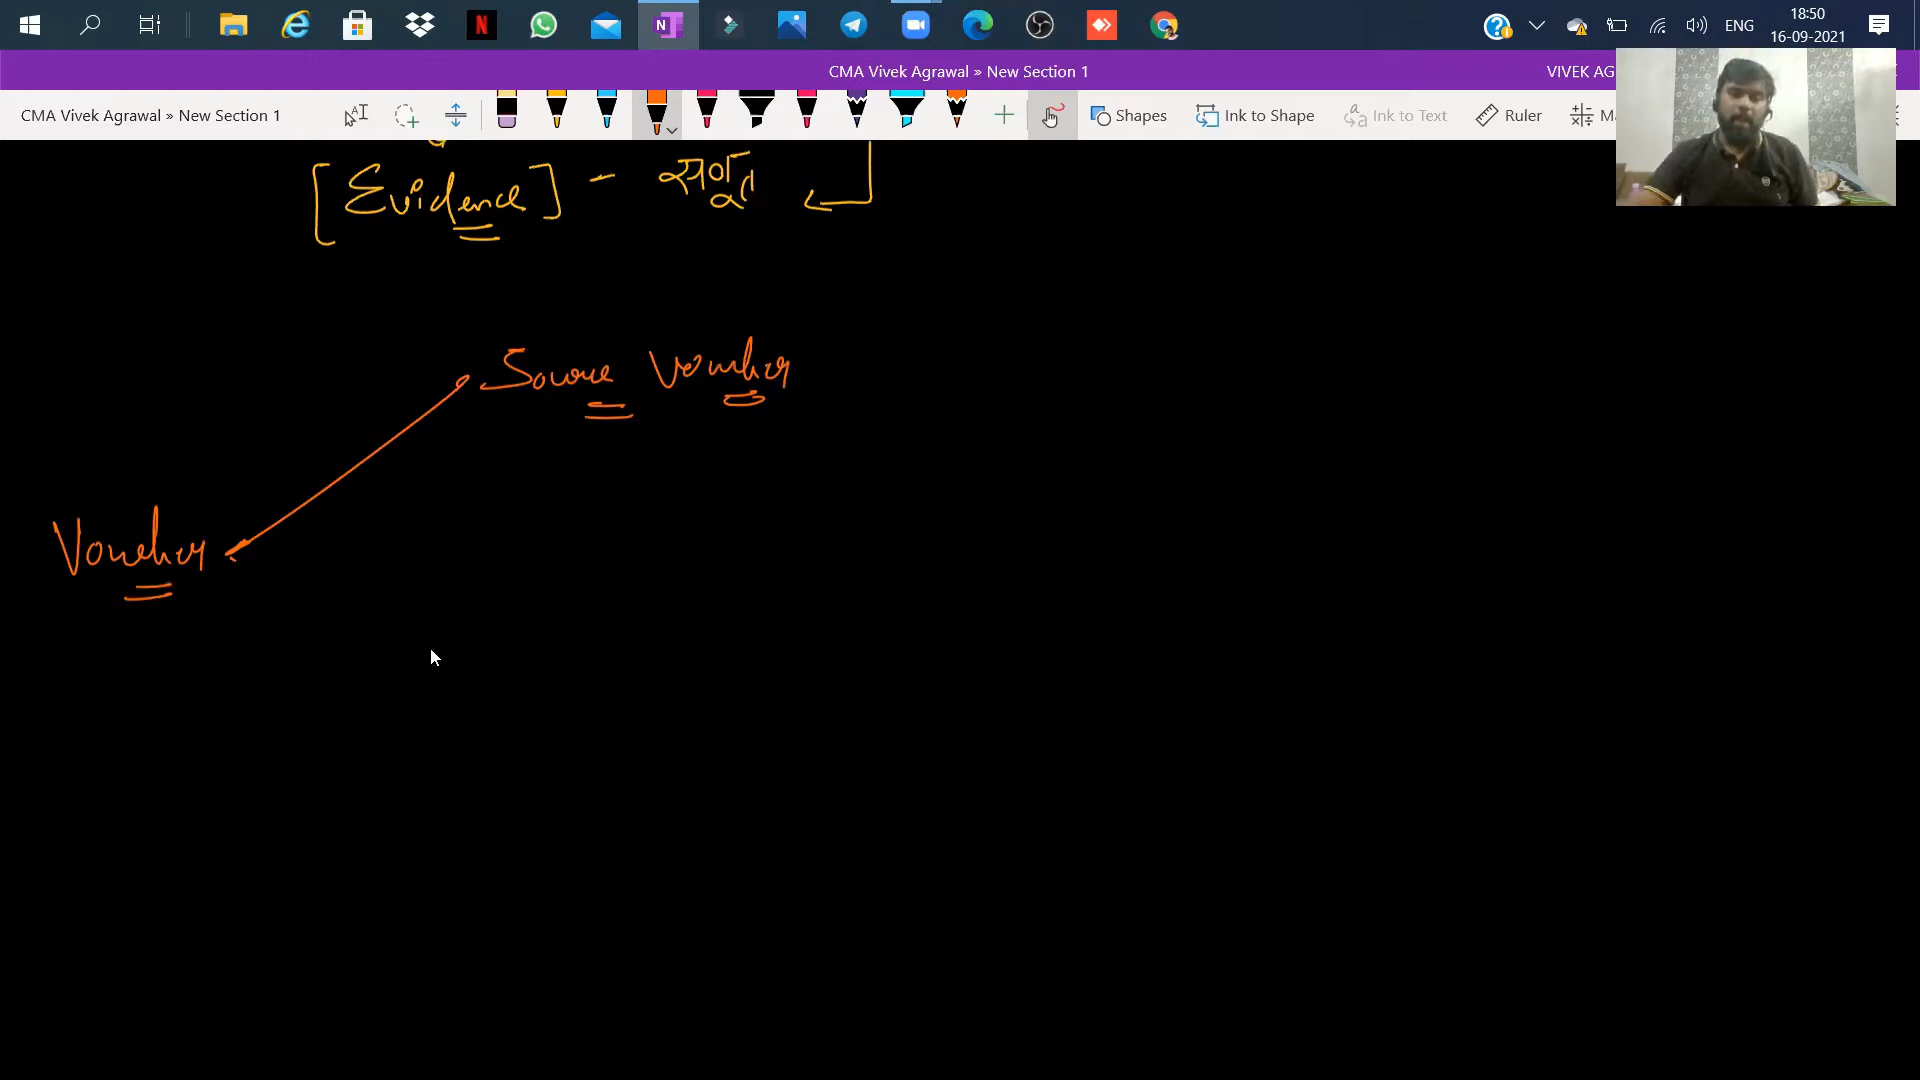 18:50
ENG
16-09-2021
CMA Vivek Agrawal » New Section 1
VIVEK AG
CMA Vivek Agrawal » New Section 1
Shapes
Ink to Shape
Ink to Text
Ruler
Ma
[Evidence] - सबूत
Source Voucher
Voucher